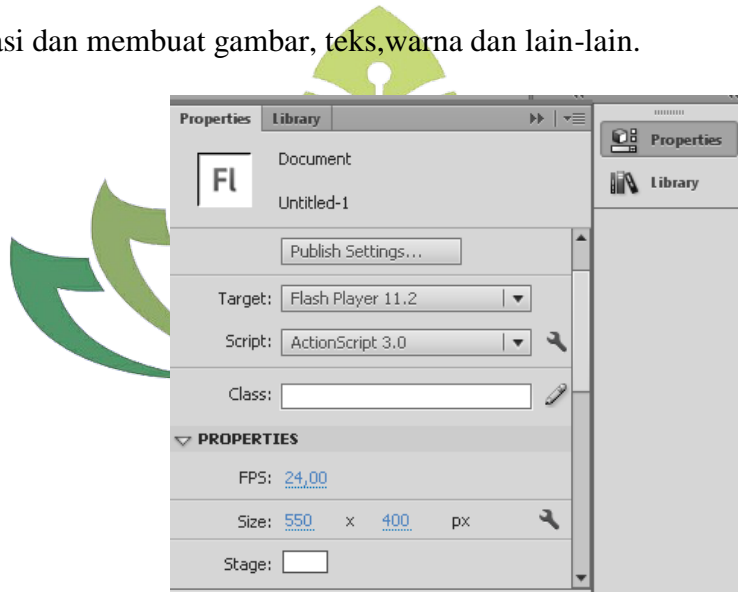 asi dan membuat gambar, teks,warna dan lain-lain.
Properties Library
Fl
Document
Untitled-1
Publish Settings...
Target: Flash Player 11.2
Script: ActionScript 3.0
Class:
PROPERTIES
FPS: 24,00
Size: 550 x 400 px
Stage:
Properties
Library